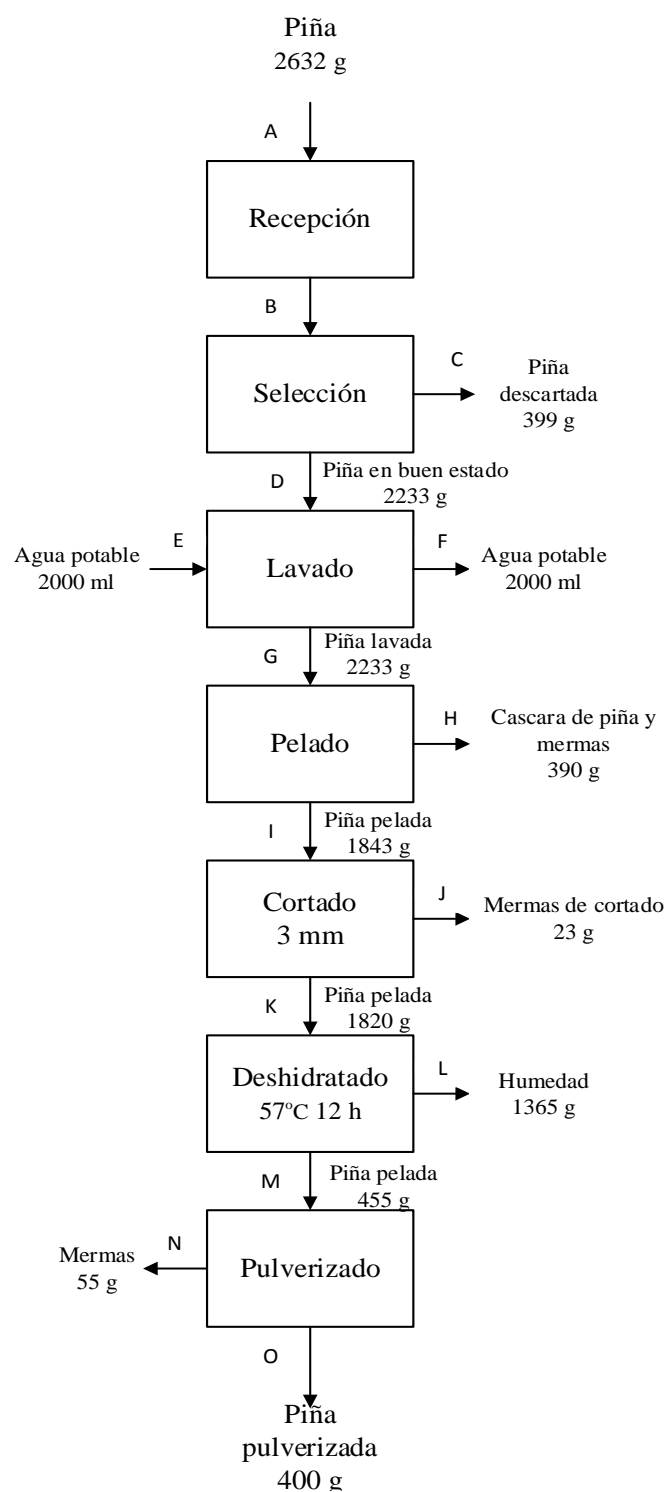 Piña
2632 g
A
Recepción
B
Selección
C
Piña
descartada
399 g
D
Piña en buen estado
2233 g
Agua potable
2000 ml
E
Lavado
F
Agua potable
2000 ml
G
Piña lavada
2233 g
Pelado
H
Cascara de piña y
mermas
390 g
I
Piña pelada
1843 g
Cortado
3 mm
J
Mermas de cortado
23 g
K
Piña pelada
1820 g
Deshidratado
57°C 12 h
L
Humedad
1365 g
M
Piña pelada
455 g
Mermas
55 g
N
Pulverizado
O
Piña
pulverizada
400 g